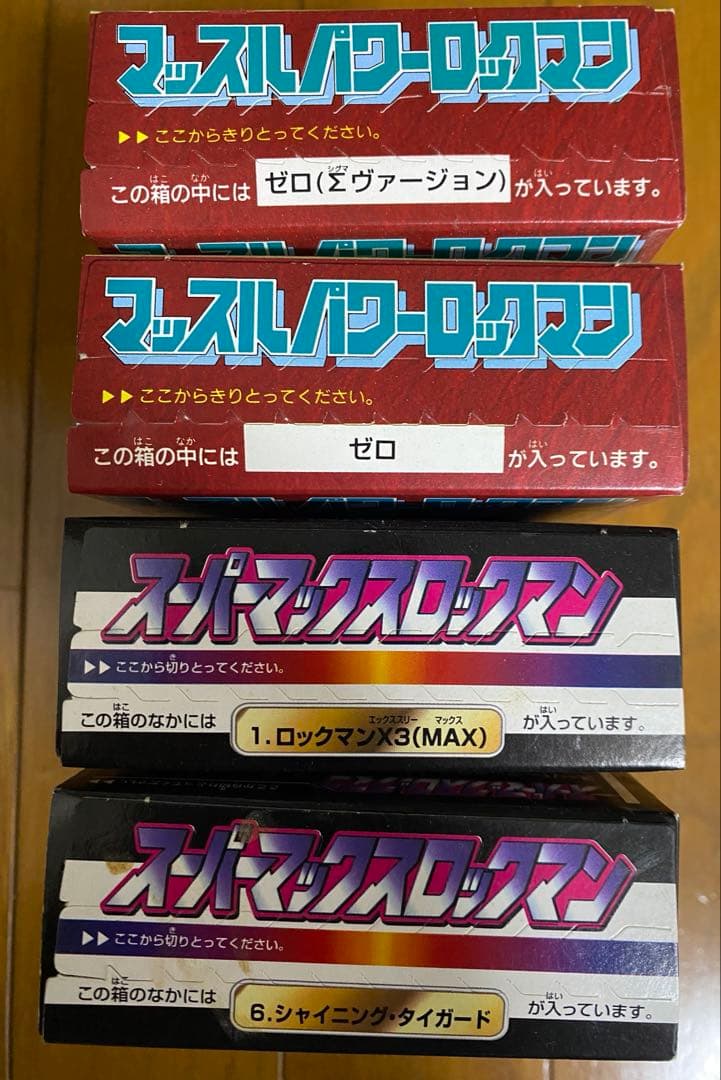 マッスルパワーロックマン
▶▶ここからきりとってください。
この箱の中には ゼロ(Σヴァージョン) が入っています。
マッスルパワーロックマン
▶▶ここからきりとってください。
この箱の中には ゼロ が入っています。
スーパーマックスロックマン
▶▶ここから切りとってください。
この箱のなかには 1.ロックマンX3(MAX) が入っています。
スーパーマックスロックマン
▶▶ここから切りとってください。
この箱のなかには 6.シャイニング・タイガード が入っています。